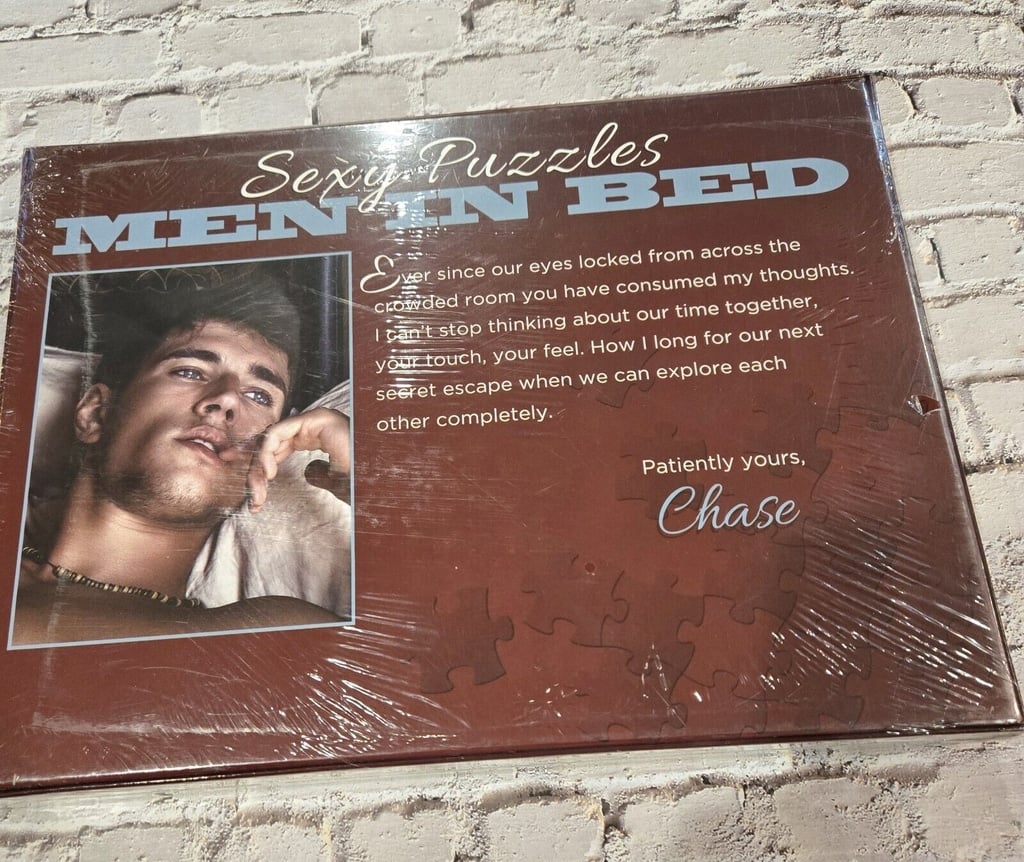 Sexy Puzzles
MEN IN BED
Ever since our eyes locked from across the
crowded room you have consumed my thoughts.
I can't stop thinking about our time together,
your touch, your feel. How I long for our next
secret escape when we can explore each
other completely.
Patiently yours,
Chase